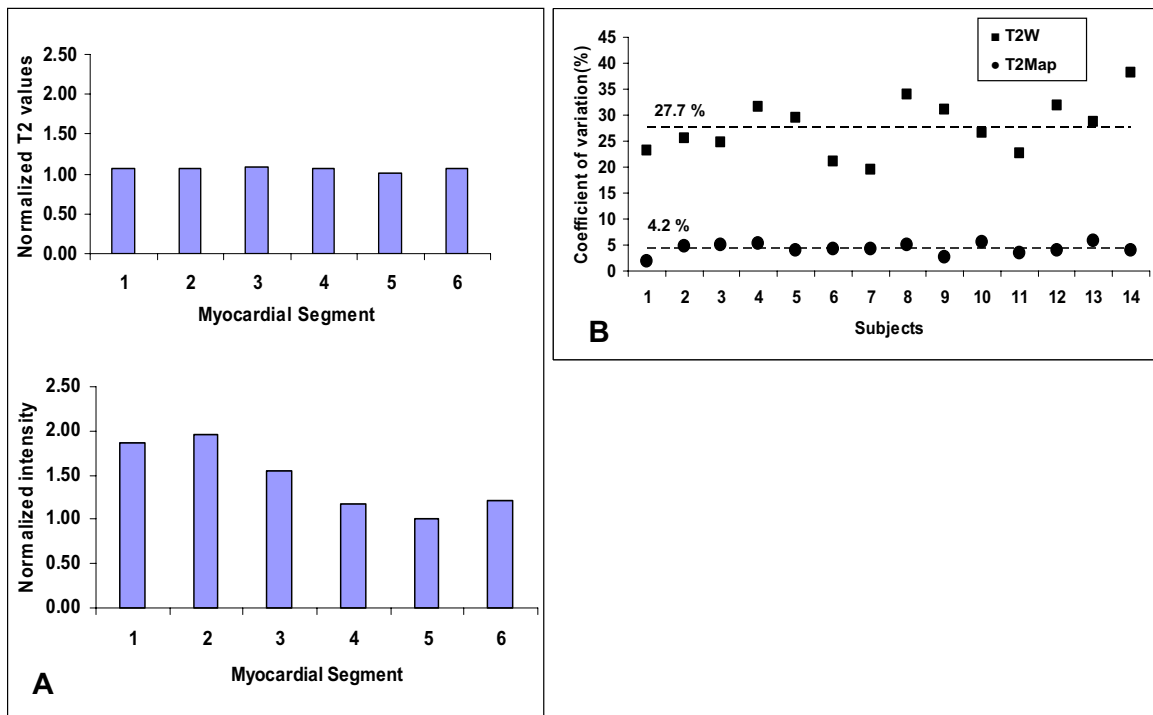 2.50
2.00
1.50
1.00
0.50
0.00
Normalized T2 values
1 2 3 4 5 6
Myocardial Segment
2.50
2.00
1.50
1.00
0.50
0.00
Normalized intensity
1 2 3 4 5 6
Myocardial Segment
A
45
40
35
30
25
20
15
10
5
0
Coefficient of variation(%)
T2W
T2Map
27.7 %
4.2 %
1 2 3 4 5 6 7 8 9 10 11 12 13 14
Subjects
B